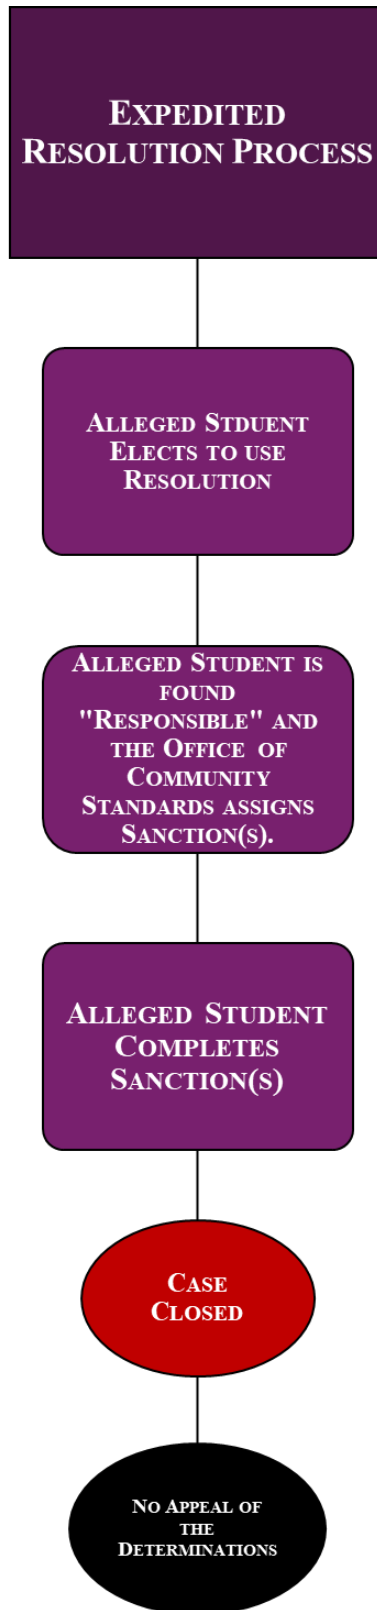 Expedited
Resolution Process
Alleged Stduent
Elects to use
Resolution
Alleged Student is
found
"Responsible" and
the Office of
Community
Standards assigns
Sanction(s).
Alleged Student
Completes
Sanction(s)
Case
Closed
No Appeal of
the
Determinations